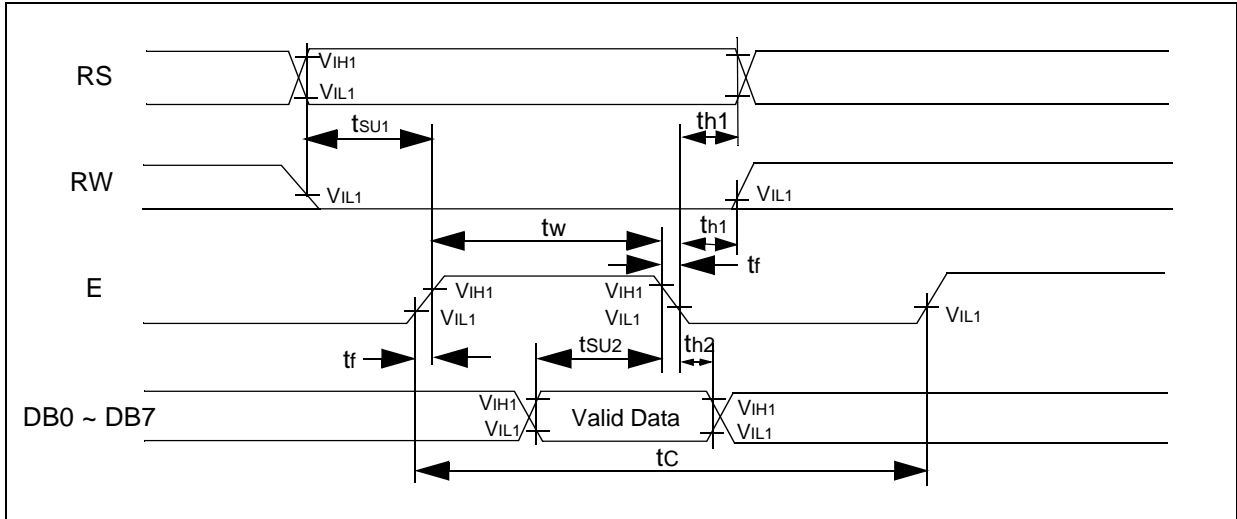 RS
VIH1
VIL1
tSU1
th1
RW
VIL1
VIL1
tw
th1
tf
E
VIH1
VIL1
VIH1
VIL1
VIL1
tf
tSU2
th2
DB0 ~ DB7
VIH1
VIL1
Valid Data
VIH1
VIL1
tC